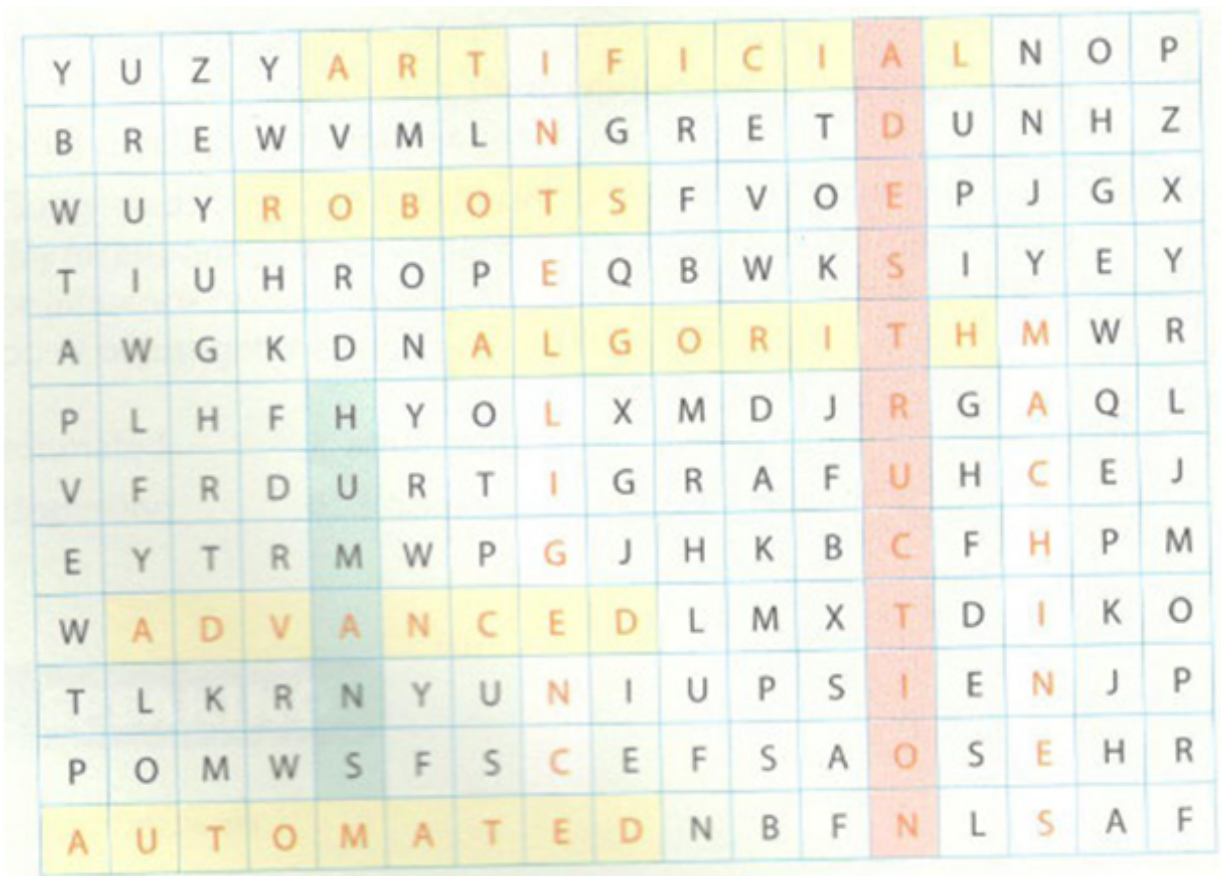 Y U Z Y A R T I F I C I A L N O P
B R E W V M L N G R E T D U N H Z
W U Y R O B O T S F V O E P J G X
T I U H R O P E Q B W K S I Y E Y
A W G K D N A L G O R I T H M W R
P L H F H Y O L X M D J R G A Q L
V F R D U R T I G R A F U H C E J
E Y T R M W P G J H K B C F H P M
W A D V A N C E D L M X T D I K O
T L K R N Y U N I U P S I E N J P
P O M W S F S C E F S A O S E H R
A U T O M A T E D N B F N L S A F